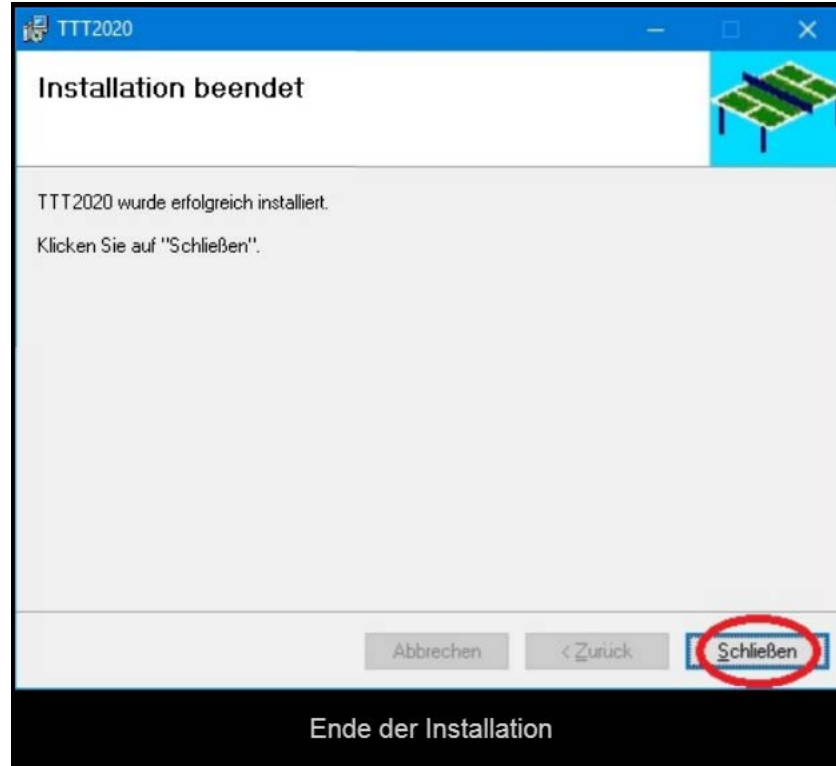 TTT2020
Installation beendet
TTT2020 wurde erfolgreich installiert.
Klicken Sie auf "Schließen".
Abbrechen
< Zurück
Schließen
Ende der Installation